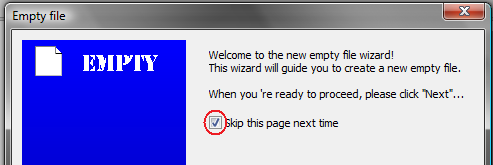 Empty file
EMPTY
Welcome to the new empty file wizard!
This wizard will guide you to create a new empty file.
When you 're ready to proceed, please click "Next"...
Skip this page next time